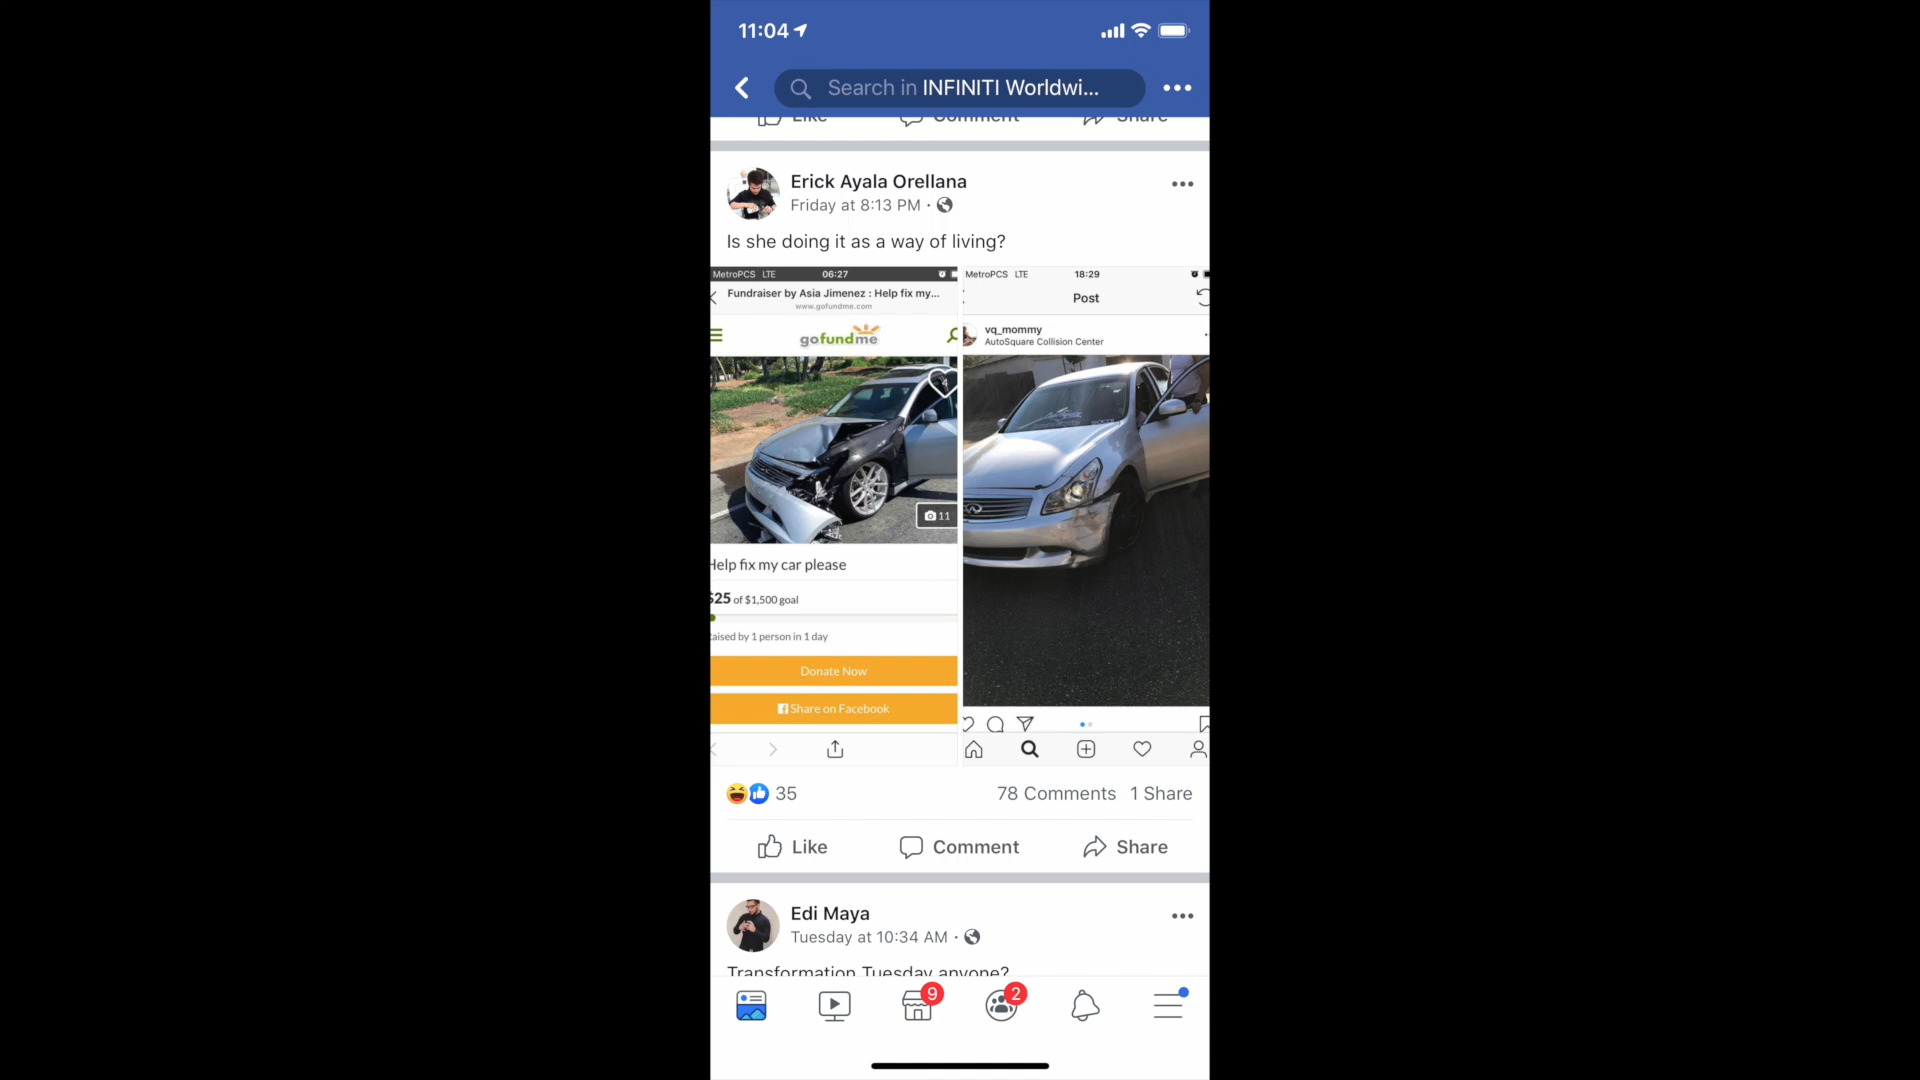 11:04
Search in INFINITI Worldwi...
Like Comment Share
Erick Ayala Orellana
Friday at 8:13 PM ·
Is she doing it as a way of living?
MetroPCS LTE 06:27
Fundraiser by Asia Jimenez : Help fix my...
www.gofundme.com
gofundme
11
Help fix my car please
$25 of $1,500 goal
Raised by 1 person in 1 day
Donate Now
Share on Facebook
MetroPCS LTE 18:29
Post
vq_mommy
AutoSquare Collision Center
35 78 Comments 1 Share
Like Comment Share
Edi Maya
Tuesday at 10:34 AM ·
Transformation Tuesday anyone?
9 2